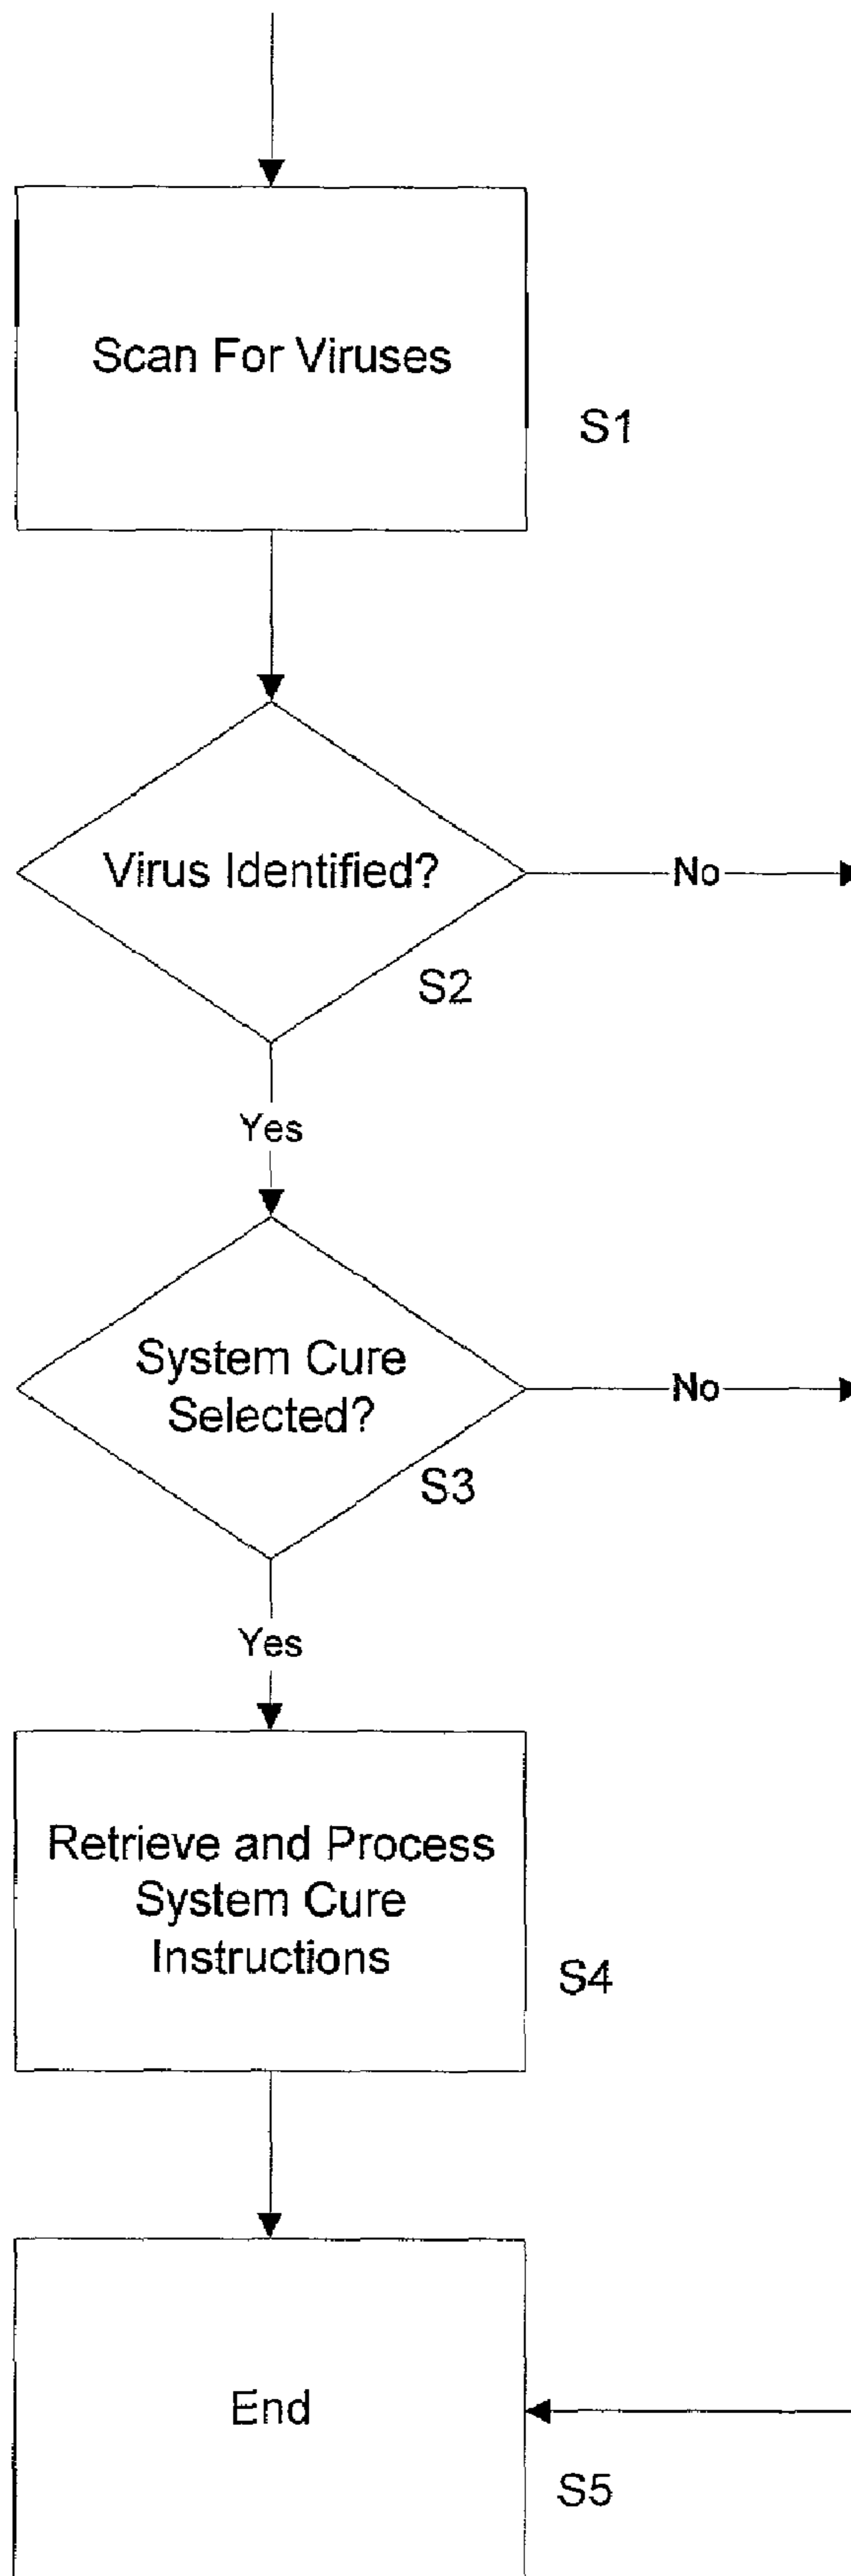 Scan For Viruses
S1
Virus Identified?
No
S2
Yes
System Cure
Selected?
No
S3
Yes
Retrieve and Process
System Cure
Instructions
S4
End
S5